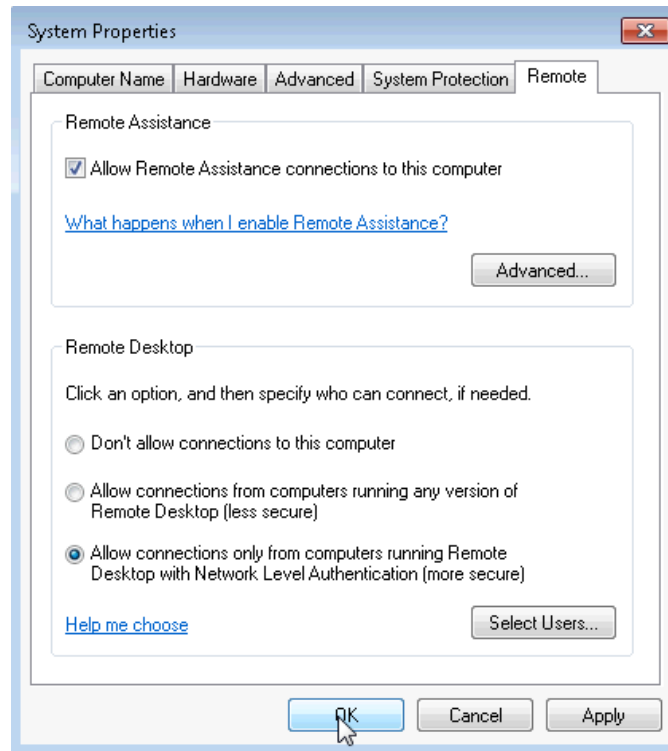 System Properties
Computer Name Hardware Advanced System Protection Remote
Remote Assistance
Allow Remote Assistance connections to this computer
What happens when I enable Remote Assistance?
Advanced...
Remote Desktop
Click an option, and then specify who can connect, if needed.
Don't allow connections to this computer
Allow connections from computers running any version of
Remote Desktop (less secure)
Allow connections only from computers running Remote
Desktop with Network Level Authentication (more secure)
Help me choose
Select Users...
OK Cancel Apply